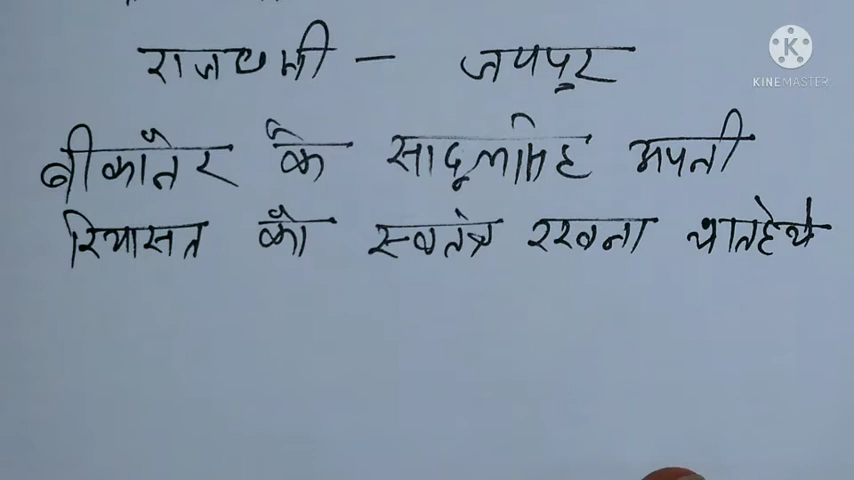 राजधानी - जयपुर
KINEMASTER
बीकानेर के सादूलसिंह अपनी
रियासत को स्वतंत्र रखना चाहते थे